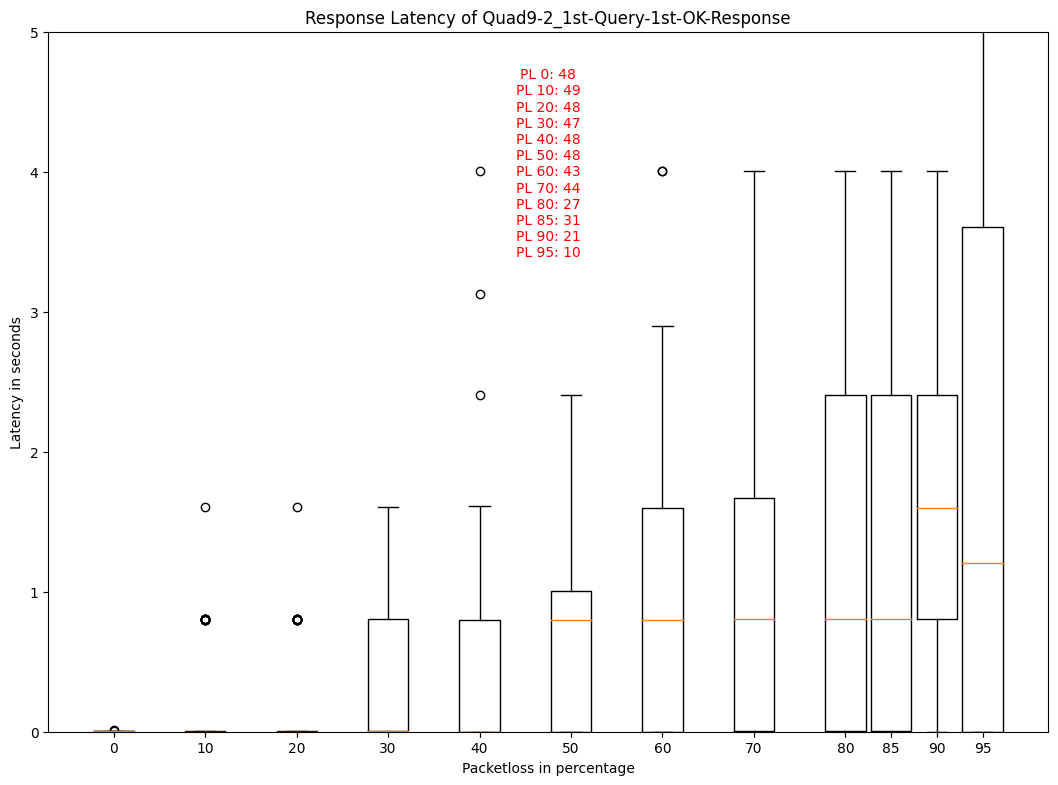 Response Latency of Quad9-2_1st-Query-1st-OK-Response
5
4
3
2
1
0
Latency in seconds
PL 0: 48
PL 10: 49
PL 20: 48
PL 30: 47
PL 40: 48
PL 50: 48
PL 60: 43
PL 70: 44
PL 80: 27
PL 85: 31
PL 90: 21
PL 95: 10
0 10 20 30 40 50 60 70 80 85 90 95
Packetloss in percentage